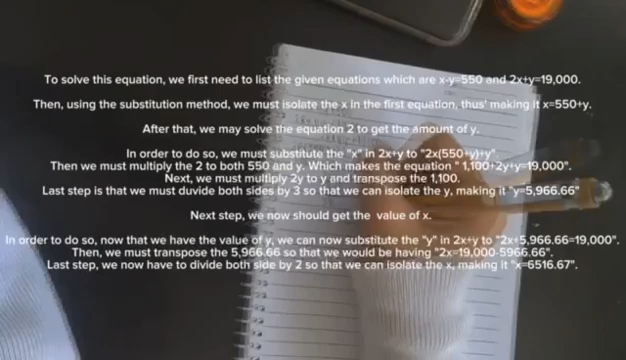 To solve this equation, we first need to list the given equations which are x-y=550 and 2x+y=19,000.
Then, using the substitution method, we must isolate the x in the first equation, thus' making it x=550+y.
After that, we may solve the equation 2 to get the amount of y.
In order to do so, we must substitute the "x" in 2x+y to "2x(550+y)+y".
Then we must multiply the 2 to both 550 and y. Which makes the equation " 1,100+2y+y=19,000".
Next, we must multiply 2y to y and transpose the 1,100.
Last step is that we must duvide both sides by 3 so that we can isolate the y, making it "y=5,966.66"
Next step, we now should get the value of x.
In order to do so, now that we have the value of y, we can now substitute the "y" in 2x+y to "2x+5,966.66=19,000".
Then, we must transpose the 5,966.66 so that we would be having "2x=19,000-5966.66".
Last step, we now have to divide both side by 2 so that we can isolate the x, making it "x=6516.67".